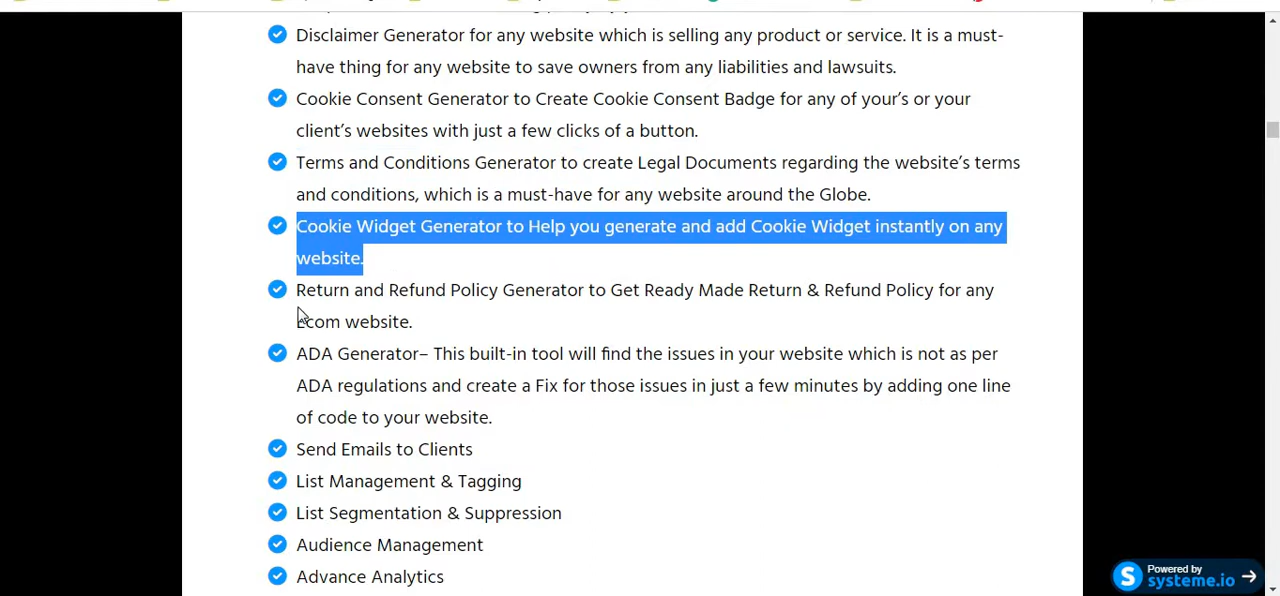 Disclaimer Generator for any website which is selling any product or service. It is a must-
have thing for any website to save owners from any liabilities and lawsuits.
Cookie Consent Generator to Create Cookie Consent Badge for any of your's or your
client's websites with just a few clicks of a button.
Terms and Conditions Generator to create Legal Documents regarding the website's terms
and conditions, which is a must-have for any website around the Globe.
Cookie Widget Generator to Help you generate and add Cookie Widget instantly on any
website.
Return and Refund Policy Generator to Get Ready Made Return & Refund Policy for any
Ecom website.
ADA Generator– This built-in tool will find the issues in your website which is not as per
ADA regulations and create a Fix for those issues in just a few minutes by adding one line
of code to your website.
Send Emails to Clients
List Management & Tagging
List Segmentation & Suppression
Audience Management
Advance Analytics
Powered by
systeme.io